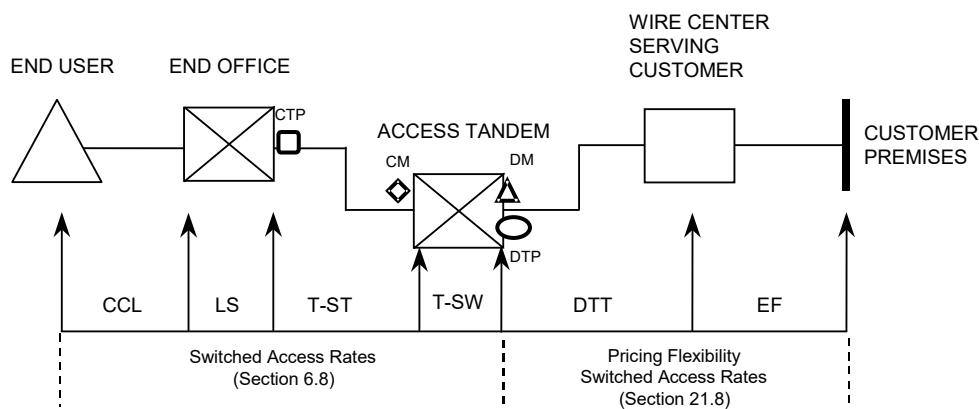 WIRE CENTER
SERVING
CUSTOMER
END USER
END OFFICE
CTP
ACCESS TANDEM
CM
DM
CUSTOMER
PREMISES
DTP
CCL
LS
T-ST
T-SW
DTT
EF
Switched Access Rates
(Section 6.8)
Pricing Flexibility
Switched Access Rates
(Section 21.8)